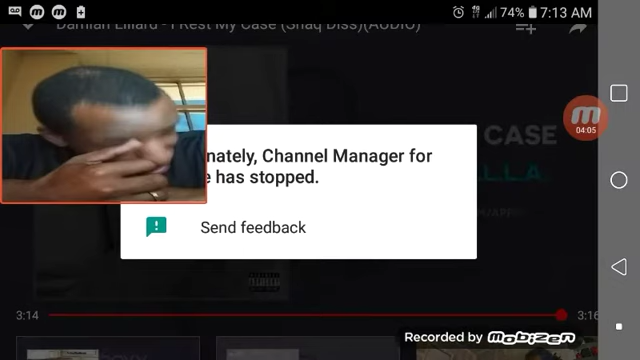 74% 7:13 AM
Damian Lillard - I Rest My Case (Shaq Diss)(AUDIO)
04:05
CASE
nately, Channel Manager for
e has stopped.
Send feedback
3:14
3:16
Recorded by mobizen